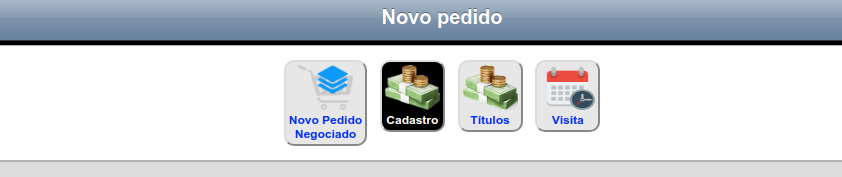 Novo pedido
Novo Pedido
Negociado
Cadastro
Títulos
Visita